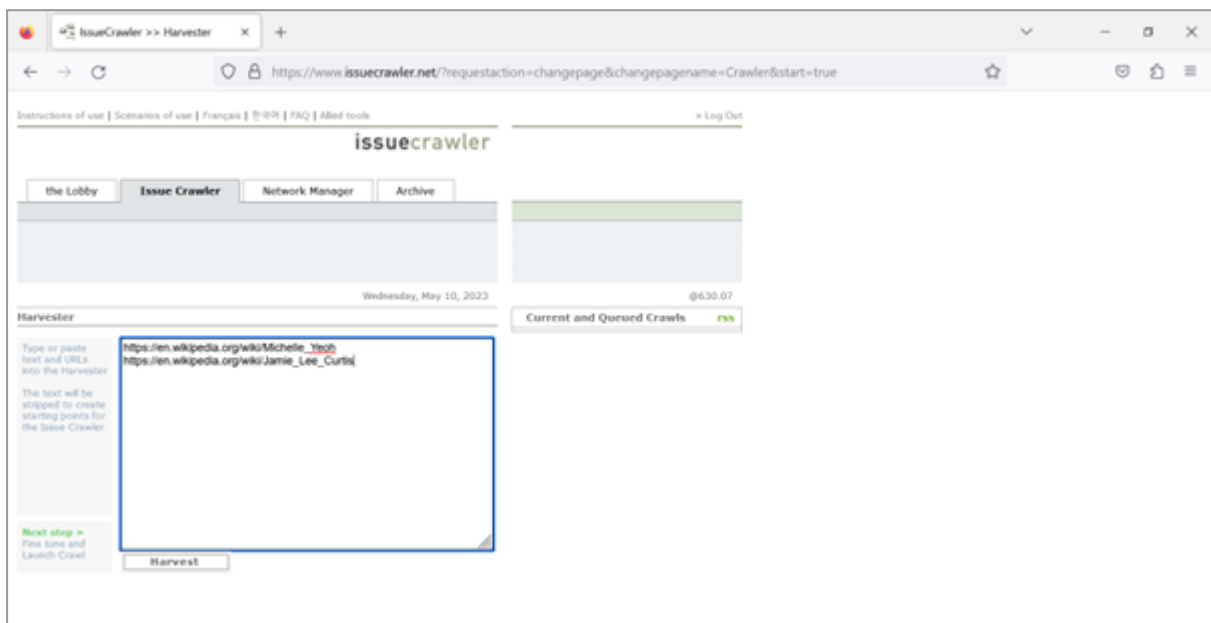 IssueCrawler >> Harvester
https://www.issuecrawler.net/?requestaction=changepage&changepagename=Crawler&start=true
Instructions of use | Scenarios of use | Français | 한국어 | FAQ | Allied tools
» Log Out
issuecrawler
the Lobby
Issue Crawler
Network Manager
Archive
Wednesday, May 10, 2023
@630.07
Harvester
Current and Queued Crawls
rss
Type or paste
text and URLs
into the Harvester
The text will be
stripped to create
starting points for
the Issue Crawler
https://en.wikipedia.org/wiki/Michelle_Yeoh
https://en.wikipedia.org/wiki/Jamie_Lee_Curtis
Next step =
Fine tune and
Launch Crawl
Harvest